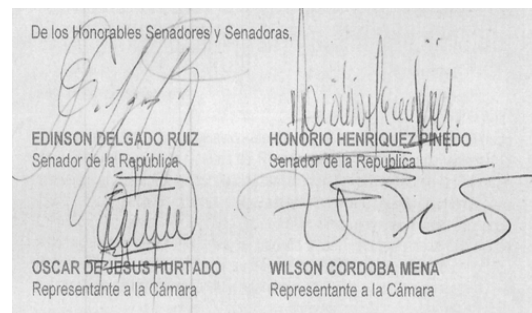 De los Honorables Senadores y Senadoras,
EDINSON DELGADO RUIZ
Senador de la República
HONORIO HENRIQUEZ PINEDO
Senador de la Republica
OSCAR DE JESUS HURTADO
Representante a la Cámara
WILSON CORDOBA MENA
Representante a la Cámara